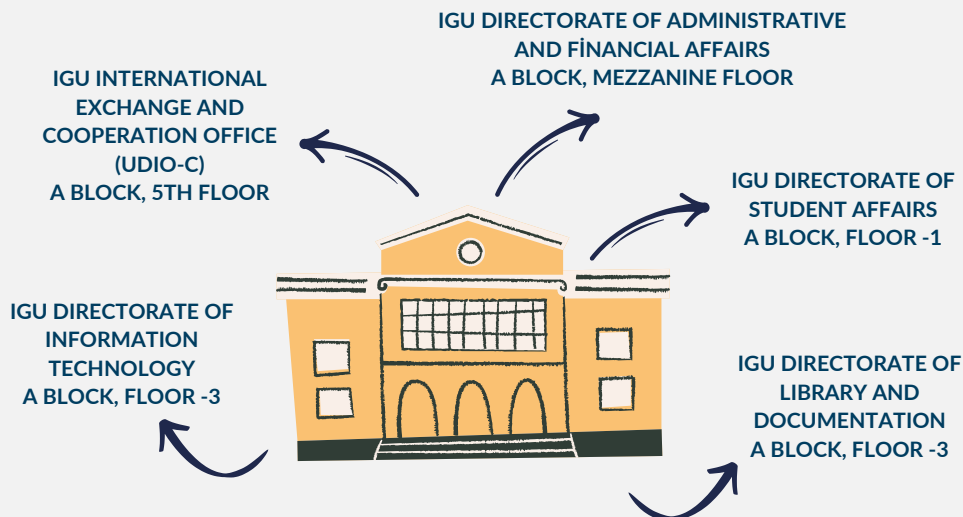 IGU DIRECTORATE OF ADMINISTRATIVE
AND FİNANCIAL AFFAIRS
A BLOCK, MEZZANINE FLOOR
IGU INTERNATIONAL
EXCHANGE AND
COOPERATION OFFICE
(UDIO-C)
A BLOCK, 5TH FLOOR
IGU DIRECTORATE OF
STUDENT AFFAIRS
A BLOCK, FLOOR -1
IGU DIRECTORATE OF
INFORMATION
TECHNOLOGY
A BLOCK, FLOOR -3
IGU DIRECTORATE OF
LIBRARY AND
DOCUMENTATION
A BLOCK, FLOOR -3